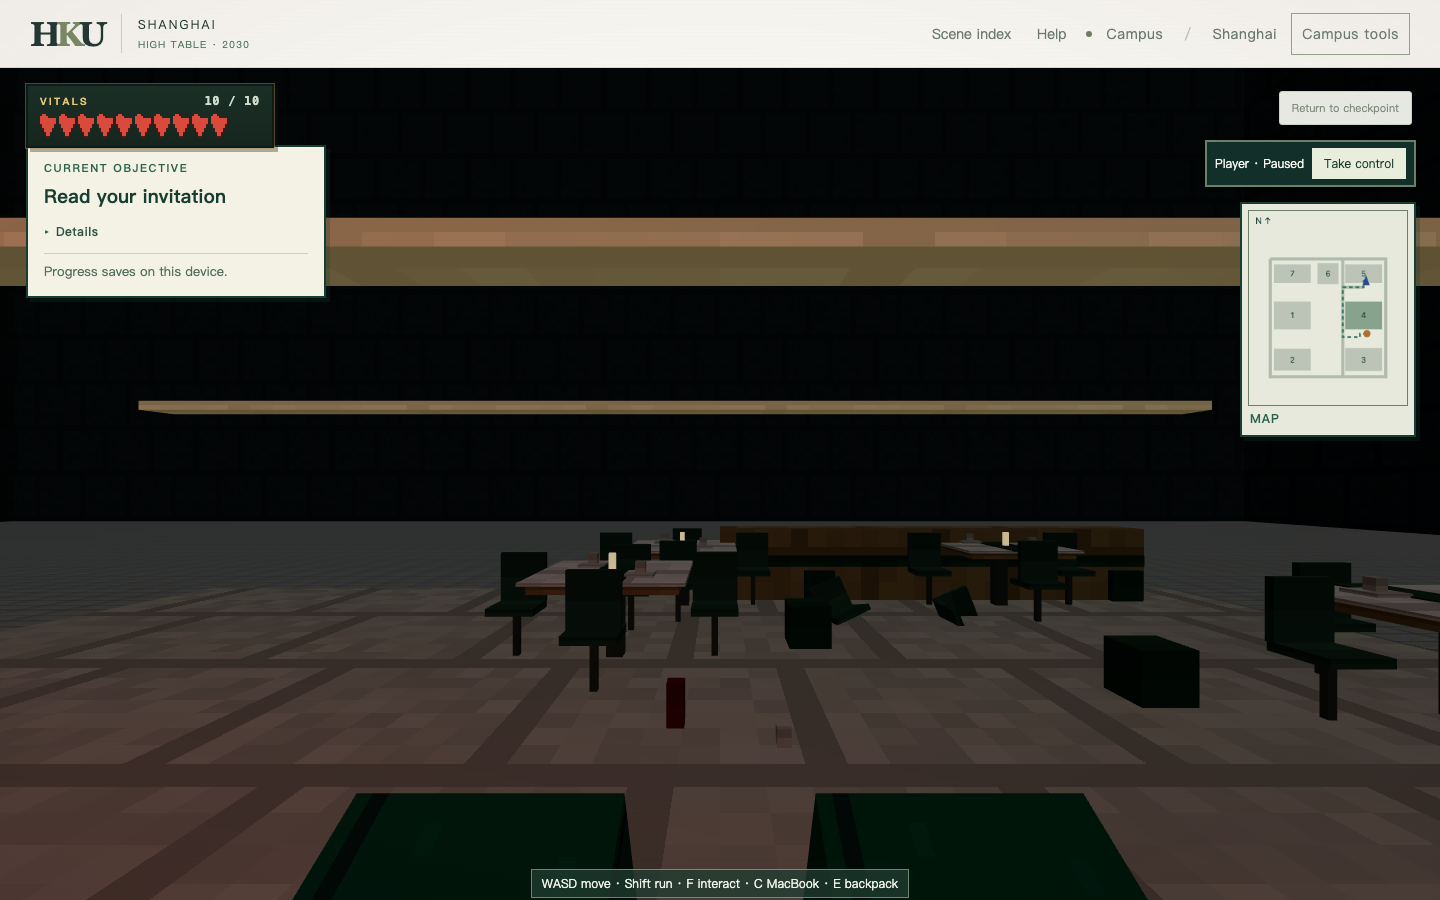 HKU
SHANGHAI
HIGH TABLE · 2030
Scene index
Help
Campus
/
Shanghai
Campus tools
VITALS
10 / 10
CURRENT OBJECTIVE
Read your invitation
Details
Progress saves on this device.
Return to checkpoint
Player · Paused
Take control
N↑
7
6
5
1
4
2
3
MAP
WASD move · Shift run · F interact · C MacBook · E backpack